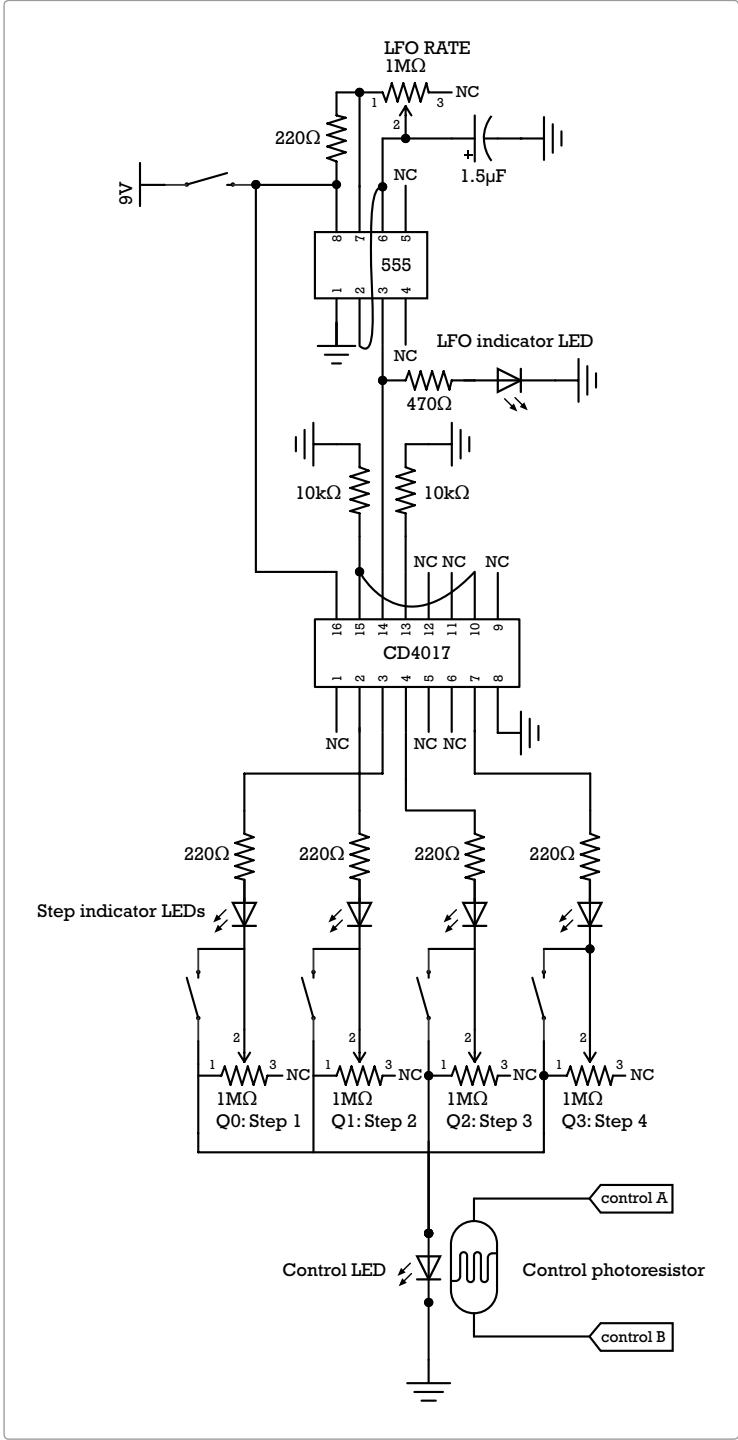 LFO RATE
1MΩ
1 3 NC
2
220Ω
1.5µF
+
9V
NC
8 7 6 5
555
1 2 3 4
NC
LFO indicator LED
470Ω
10kΩ 10kΩ
NC NC NC
16 15 14 13 12 11 10 9
CD4017
1 2 3 4 5 6 7 8
NC NC NC
220Ω 220Ω 220Ω 220Ω
Step indicator LEDs
2 2 2 2
1 3 NC 1 3 NC 1 3 NC 1 3 NC
1MΩ 1MΩ 1MΩ 1MΩ
Q0: Step 1 Q1: Step 2 Q2: Step 3 Q3: Step 4
control A
Control LED Control photoresistor
control B